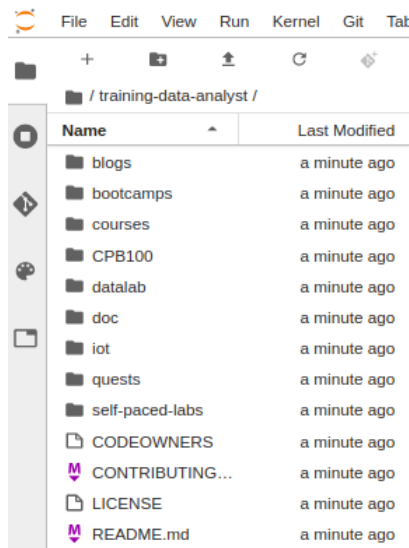 File Edit View Run Kernel Git Tab
/ training-data-analyst /
Name Last Modified
blogs a minute ago
bootcamps a minute ago
courses a minute ago
CPB100 a minute ago
datalab a minute ago
doc a minute ago
iot a minute ago
quests a minute ago
self-paced-labs a minute ago
CODEOWNERS a minute ago
CONTRIBUTING... a minute ago
LICENSE a minute ago
README.md a minute ago